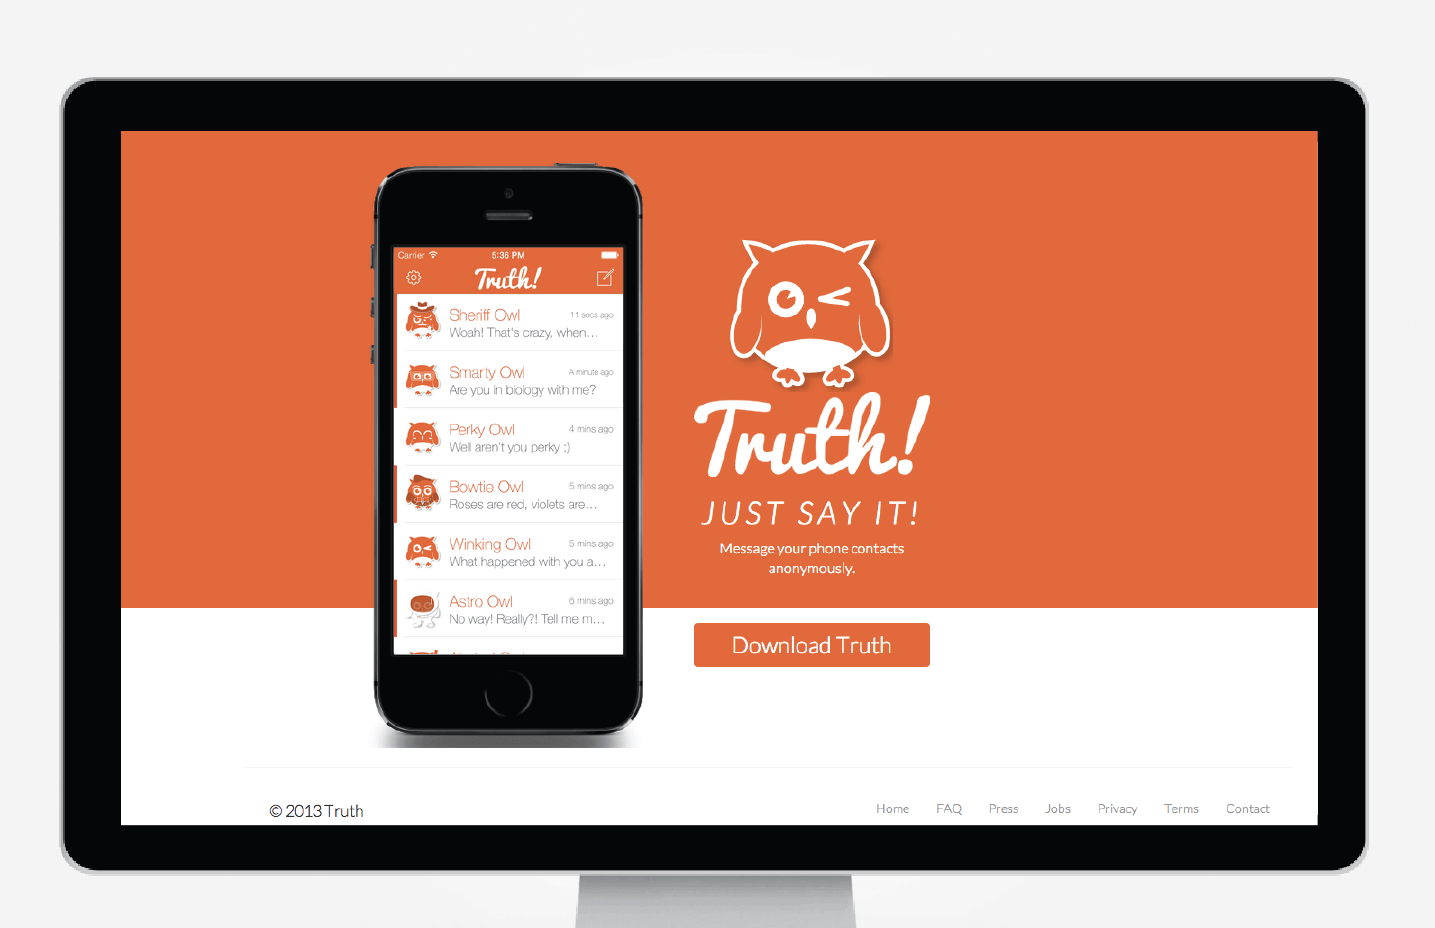 Carrier 5:36 PM
Truth!
Sheriff Owl 11 secs ago
Woah! That's crazy, when...
Smarty Owl A minute ago
Are you in biology with me?
Perky Owl 4 mins ago
Well aren't you perky ;)
Bowtie Owl 5 mins ago
Roses are red, violets are...
Winking Owl 5 mins ago
What happened with you a...
Astro Owl 6 mins ago
No way! Really?! Tell me m...
Truth!
JUST SAY IT!
Message your phone contacts
anonymously.
Download Truth
© 2013 Truth
Home FAQ Press Jobs Privacy Terms Contact